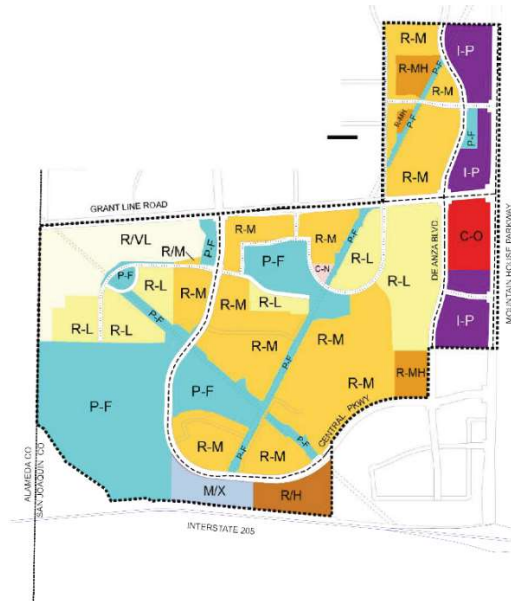 R-M
I-P
R-MH
P-F
R-M
R-MH
P-F
P-F
R-M
I-P
GRANT LINE ROAD
R/VL
R/M
P-F
R-M
R-M
P-F
P-F
C-N
R-L
R-L
DE ANZA BLVD.
C-O
MOUNTAIN HOUSE PARKWAY
P-F
R-L
R-M
R-M
R-L
R-L
R-L
P-F
I-P
R-M
P-F
R-M
R-MH
P-F
P-F
R-M
R-M
P-F
P-F
CENTRAL PKWY
M/X
R/H
ALAMEDA CO
SAN JOAQUIN, CO
INTERSTATE 205